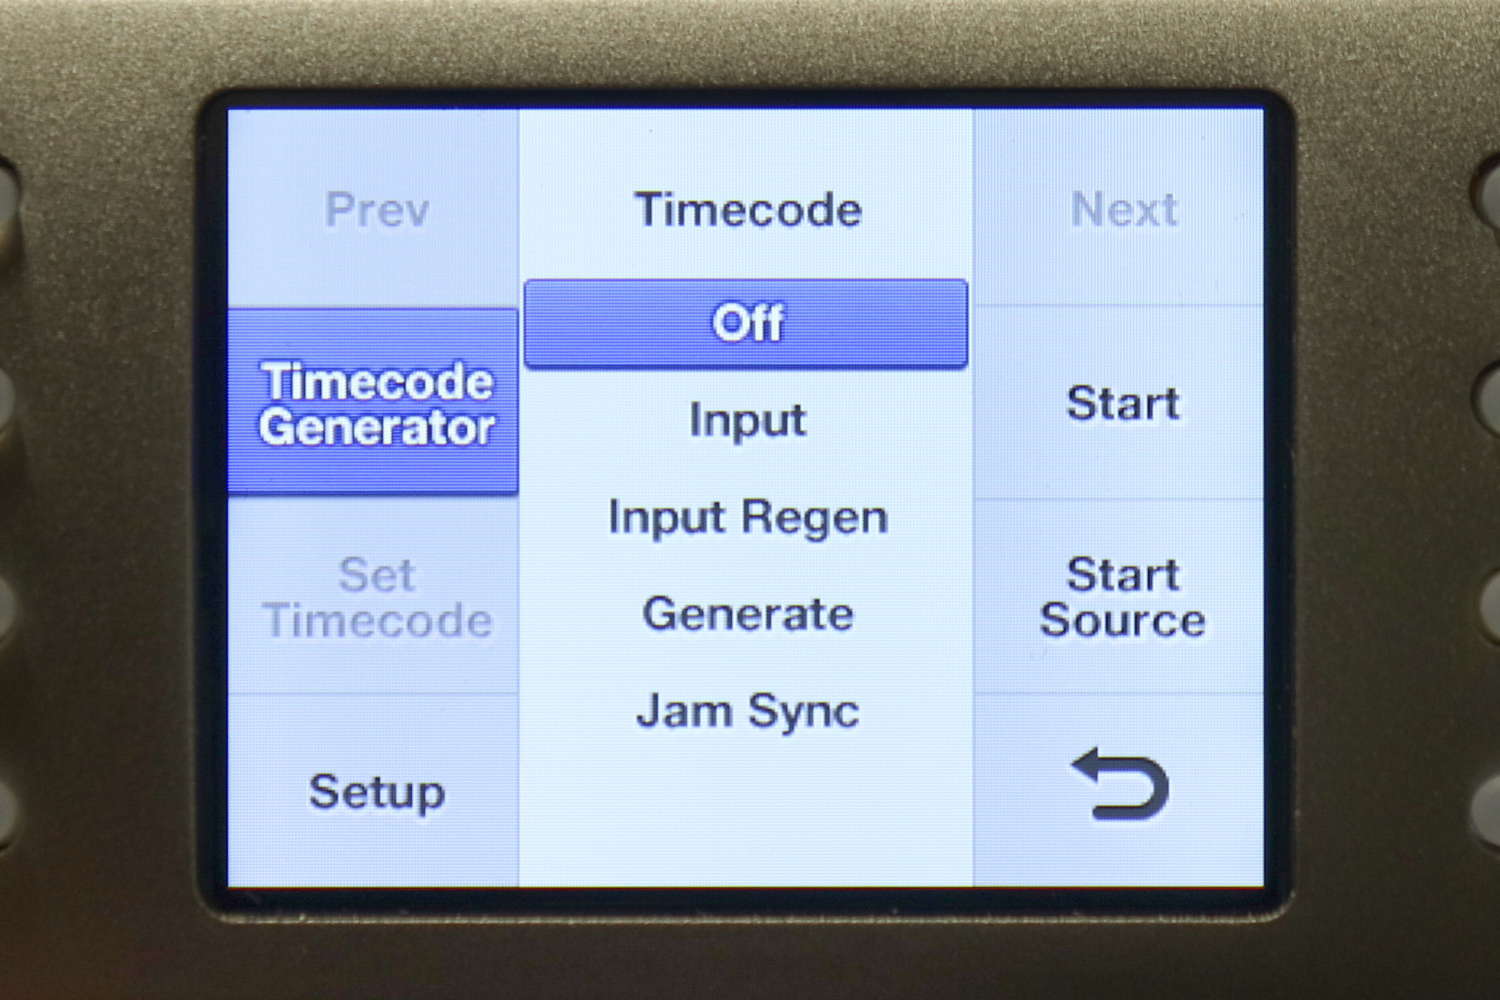 Prev
Timecode
Generator
Set
Timecode
Setup
Timecode
Off
Input
Input Regen
Generate
Jam Sync
Next
Start
Start
Source